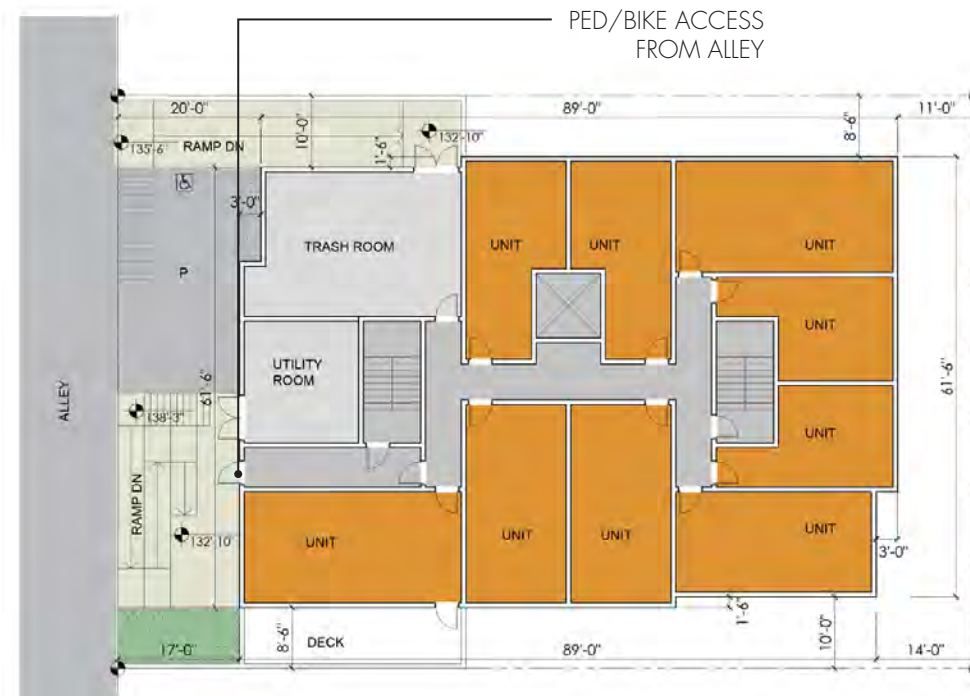 PED/BIKE ACCESS
FROM ALLEY
20'-0"
89'-0"
11'-0"
135'-6"
RAMP DN
10'-0"
132'-10"
1'-6"
8'-6"
3'-0"
TRASH ROOM
UNIT
UNIT
UNIT
P
UNIT
UTILITY
ROOM
61'-6"
61'-6"
ALLEY
138'-3"
UNIT
RAMP DN
132'-10"
UNIT
UNIT
UNIT
UNIT
3'-0"
1'-6"
17'-0"
8'-6"
DECK
89'-0"
10'-0"
14'-0"